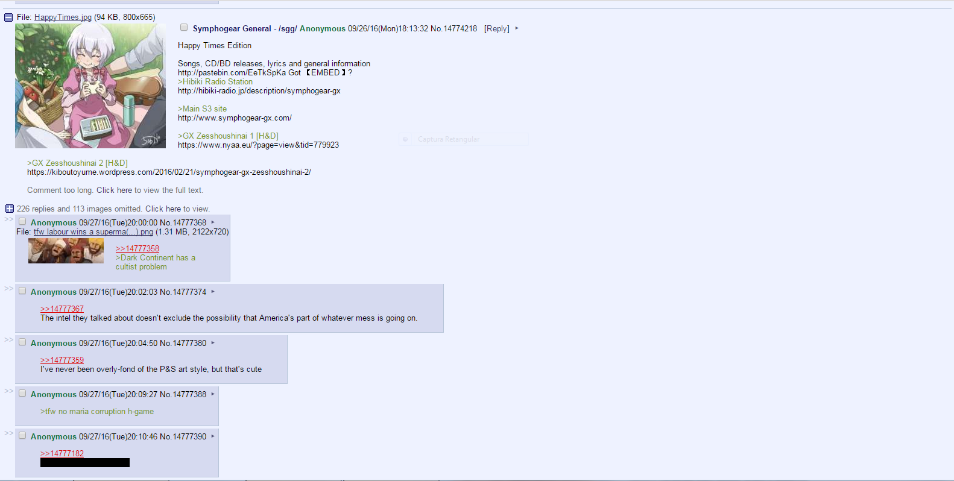 File: HappyTimes.jpg (94 KB, 800x665)
Symphogear General - /sgg/ Anonymous 09/26/16(Mon)18:13:32 No.14774218 [Reply]
Happy Times Edition
Songs, CD/BD releases, lyrics and general information
http://pastebin.com/EeTkSpKa Got 【EMBED】?
>Hibiki Radio Station
http://hibiki-radio.jp/description/symphogear-gx
>Main S3 site
http://www.symphogear-gx.com/
>GX Zesshoushinai 1 [H&D]
https://www.nyaa.eu/?page=view&tid=779923
Capture Retangular
>GX Zesshoushinai 2 [H&D]
https://kiboutoyume.wordpress.com/2016/02/21/symphogear-gx-zesshoushinai-2/
Comment too long. Click here to view the full text.
226 replies and 113 images omitted. Click here to view.
>> Anonymous 09/27/16(Tue)20:00:00 No.14777368
File: tfw labour wins a superma(...).png (1.31 MB, 2122x720)
>>14777358
>Dark Continent has a
cultist problem
>> Anonymous 09/27/16(Tue)20:02:03 No.14777374
>>14777367
The intel they talked about doesn't exclude the possibility that America's part of whatever mess is going on.
>> Anonymous 09/27/16(Tue)20:04:50 No.14777380
>>14777359
I've never been overly-fond of the P&S art style, but that's cute
>> Anonymous 09/27/16(Tue)20:09:27 No.14777388
>tfw no maria corruption h-game
>> Anonymous 09/27/16(Tue)20:10:46 No.14777390
>>14777182